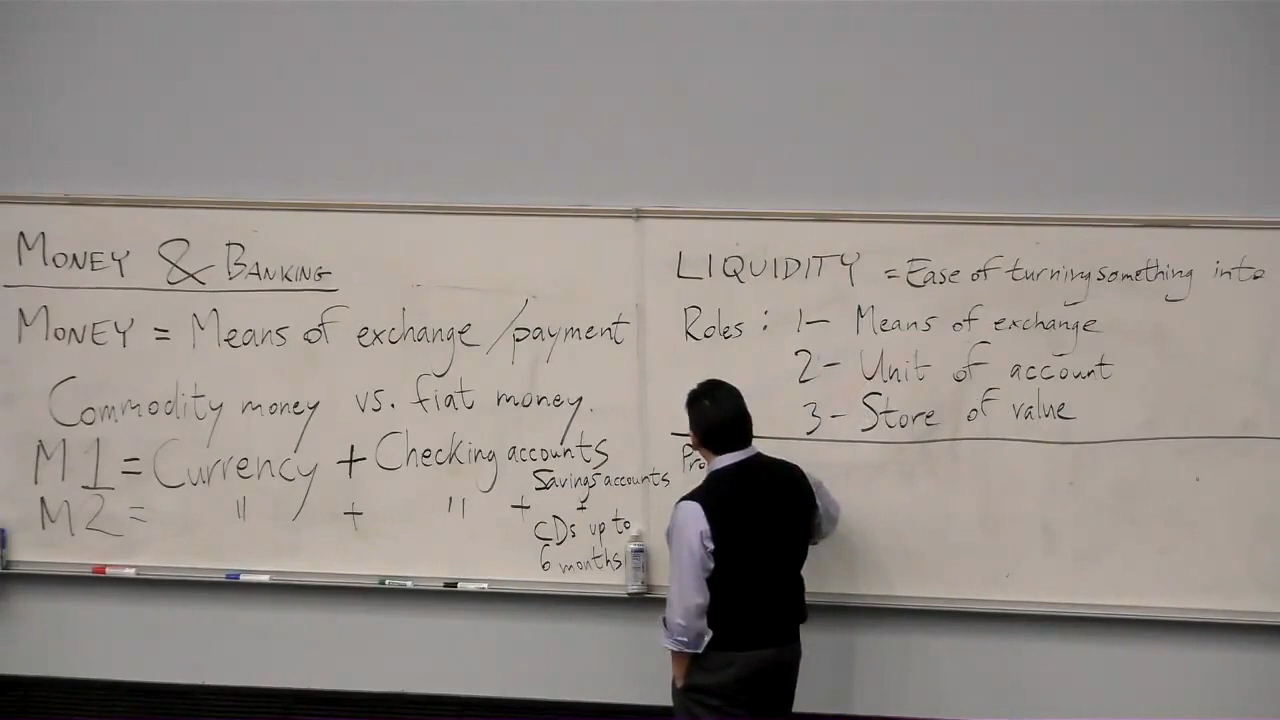 MONEY & BANKING
MONEY = Means of exchange/payment
Commodity money vs. fiat money.
M1 = Currency + Checking accounts
M2 = " + " + Savings accounts
+
CDs up to
6 months
LIQUIDITY = Ease of turning something into
Roles: 1- Means of exchange
2- Unit of account
3- Store of value
Pro